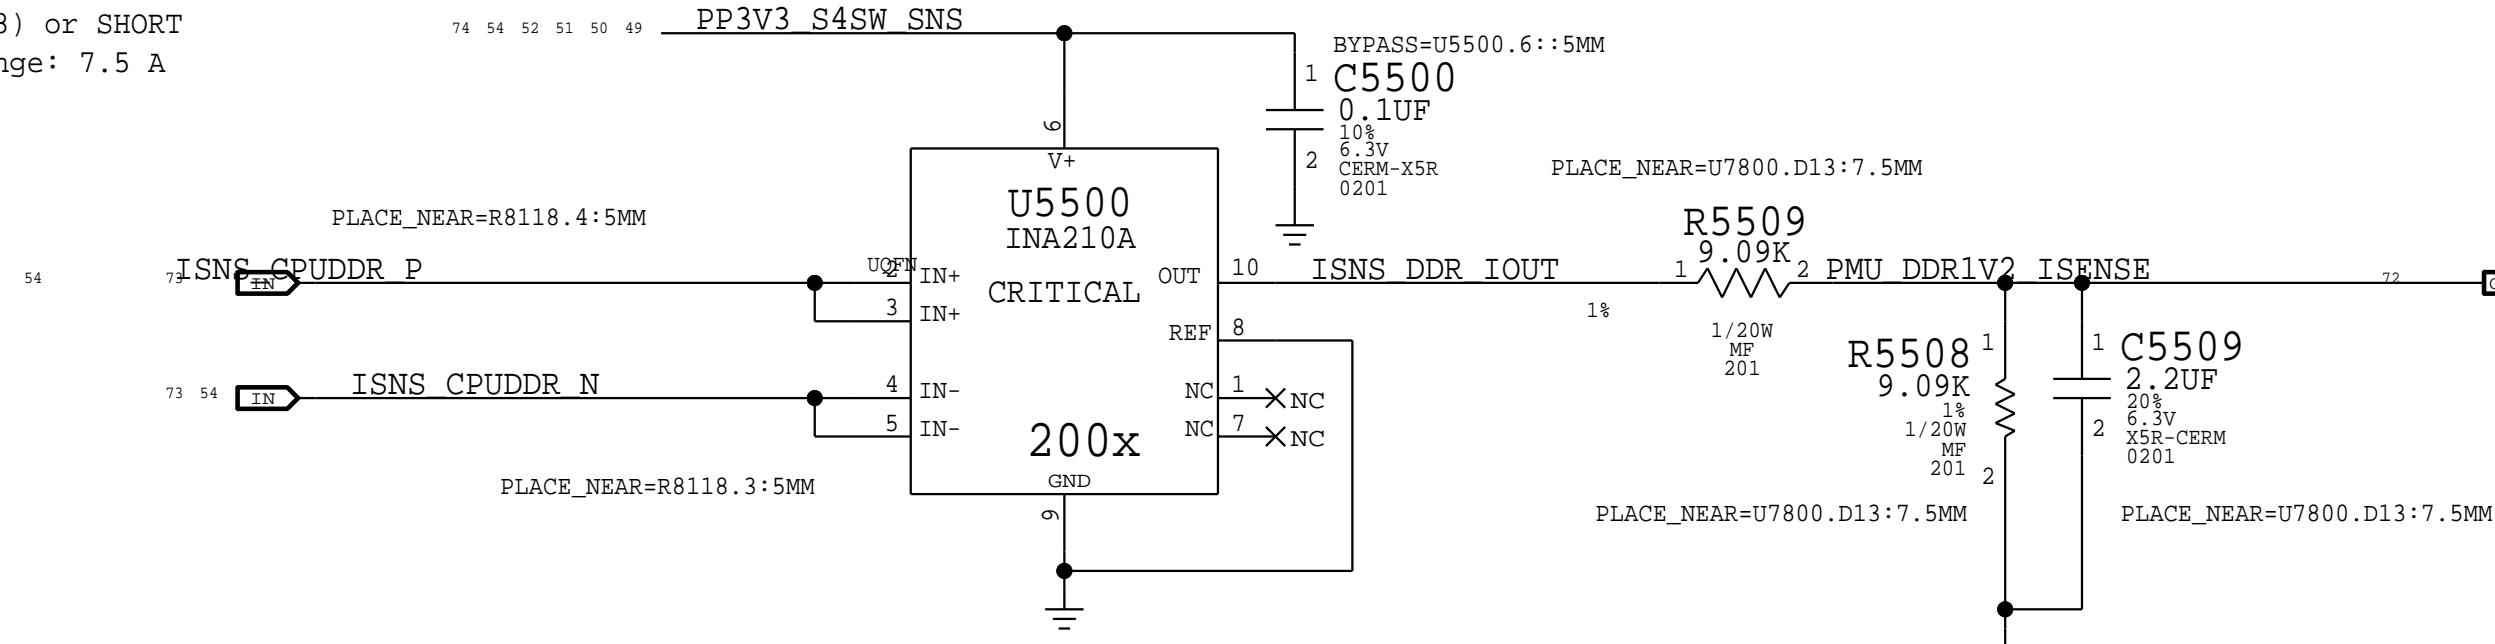 3) or SHORT
nge: 7.5 A
74 54 52 51 50 49
PP3V3_S4SW_SNS
BYPASS=U5500.6::5MM
1
C5500
0.1UF
10%
6.3V
CERM-X5R
0201
2
6
V+
PLACE_NEAR=U7800.D13:7.5MM
PLACE_NEAR=R8118.4:5MM
U5500
INA210A
CRITICAL
200x
UQFN
54
73
ISNS_CPUDDR_P
IN
2
IN+
3
IN+
73 54
IN
ISNS_CPUDDR_N
4
IN-
5
IN-
PLACE_NEAR=R8118.3:5MM
GND
9
OUT
10
ISNS_DDR_IOUT
REF
8
NC
1
NC
NC
7
NC
R5509
9.09K
1
2
1%
1/20W
MF
201
PMU_DDR1V2_ISENSE
72
R5508
9.09K
1%
1/20W
MF
201
1
2
PLACE_NEAR=U7800.D13:7.5MM
1
C5509
2.2UF
20%
6.3V
X5R-CERM
0201
2
PLACE_NEAR=U7800.D13:7.5MM